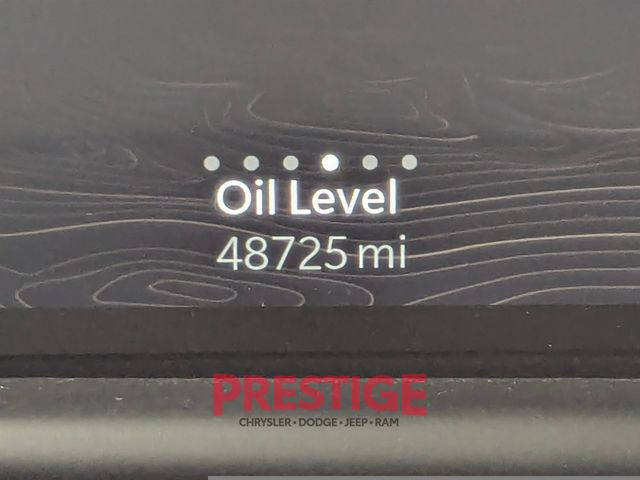 Oil Level
48725 mi
PRESTIGE
CHRYSLER • DODGE • JEEP • RAM